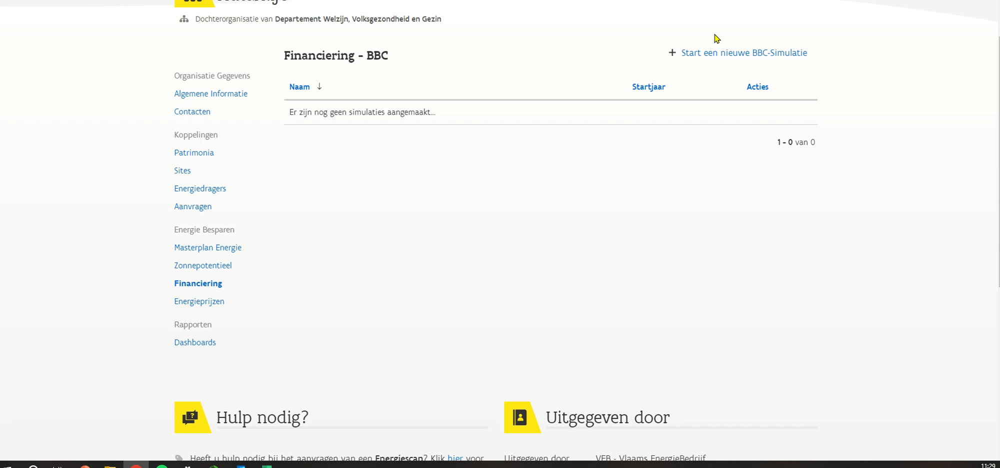 Dochterorganisatie van Departement Welzijn, Volksgezondheid en Gezin
Financiering - BBC
+ Start een nieuwe BBC-Simulatie
Organisatie Gegevens
Algemene Informatie
Contacten
Koppelingen
Patrimonia
Sites
Energiedragers
Aanvragen
Energie Besparen
Masterplan Energie
Zonnepotentieel
Financiering
Energieprijzen
Rapporten
Dashboards
Naam ↓ Startjaar Acties
Er zijn nog geen simulaties aangemaakt...
1 - 0 van 0
Hulp nodig?
Heeft u hulp nodig bij het aanvragen van een Energiescan? Klik hier voor
Uitgegeven door
Uitgegeven door VEB - Vlaams EnergieBedrijf
11:29